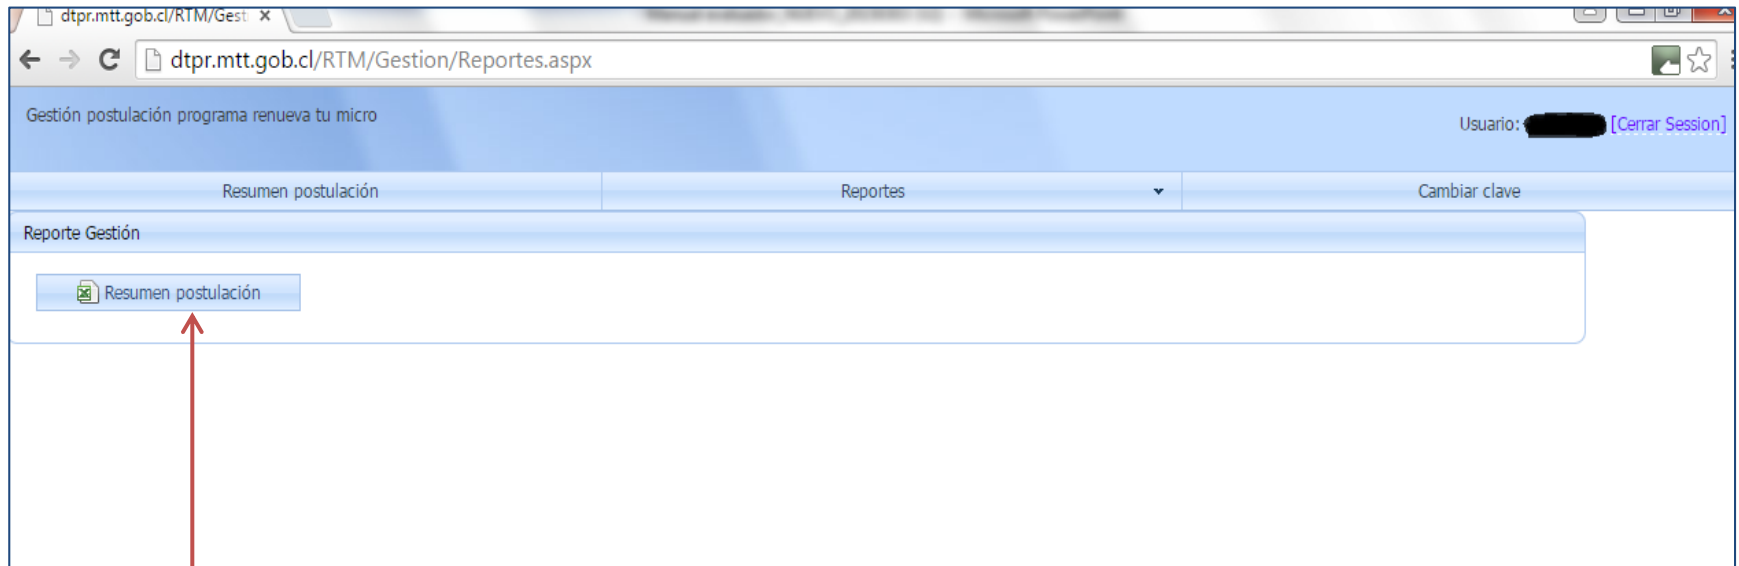 dtpr.mtt.gob.cl/RTM/Gest
dtpr.mtt.gob.cl/RTM/Gestion/Reportes.aspx
Gestión postulación programa renueva tu micro
Usuario: [Cerrar Session]
Resumen postulación Reportes Cambiar clave
Reporte Gestión
Resumen postulación